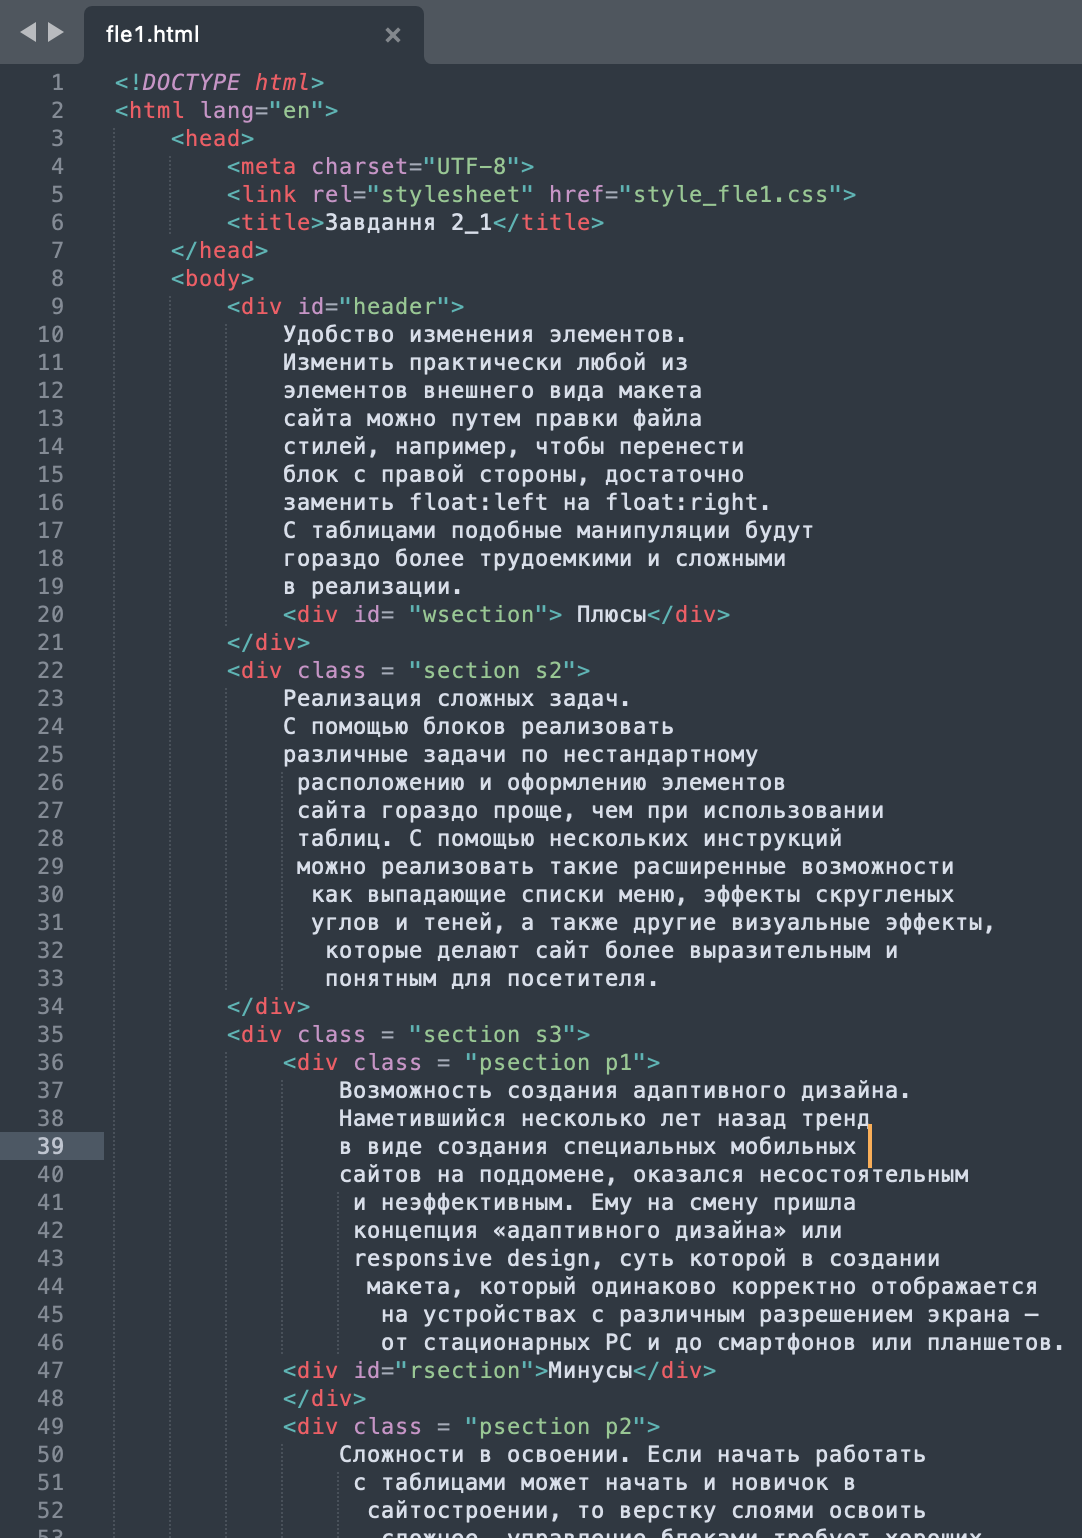 fle1.html
1 <!DOCTYPE html>
2 <html lang="en">
3 <head>
4 <meta charset="UTF-8">
5 <link rel="stylesheet" href="style_fle1.css">
6 <title>Завдання 2_1</title>
7 </head>
8 <body>
9 <div id="header">
10 Удобство изменения элементов.
11 Изменить практически любой из
12 элементов внешнего вида макета
13 сайта можно путем правки файла
14 стилей, например, чтобы перенести
15 блок с правой стороны, достаточно
16 заменить float:left на float:right.
17 С таблицами подобные манипуляции будут
18 гораздо более трудоемкими и сложными
19 в реализации.
20 <div id= "wsection"> Плюсы</div>
21 </div>
22 <div class = "section s2">
23 Реализация сложных задач.
24 С помощью блоков реализовать
25 различные задачи по нестандартному
26 расположению и оформлению элементов
27 сайта гораздо проще, чем при использовании
28 таблиц. С помощью нескольких инструкций
29 можно реализовать такие расширенные возможности
30 как выпадающие списки меню, эффекты скругленых
31 углов и теней, а также другие визуальные эффекты,
32 которые делают сайт более выразительным и
33 понятным для посетителя.
34 </div>
35 <div class = "section s3">
36 <div class = "psection p1">
37 Возможность создания адаптивного дизайна.
38 Наметившийся несколько лет назад тренд
39 в виде создания специальных мобильных
40 сайтов на поддомене, оказался несостоятельным
41 и неэффективным. Ему на смену пришла
42 концепция «адаптивного дизайна» или
43 responsive design, суть которой в создании
44 макета, который одинаково корректно отображается
45 на устройствах с различным разрешением экрана –
46 от стационарных PC и до смартфонов или планшетов.
47 <div id="rsection">Минусы</div>
48 </div>
49 <div class = "psection p2">
50 Сложности в освоении. Если начать работать
51 с таблицами может начать и новичок в
52 сайтостроении, то верстку слоями освоить
53 сложнее, управление блоками требует хороших